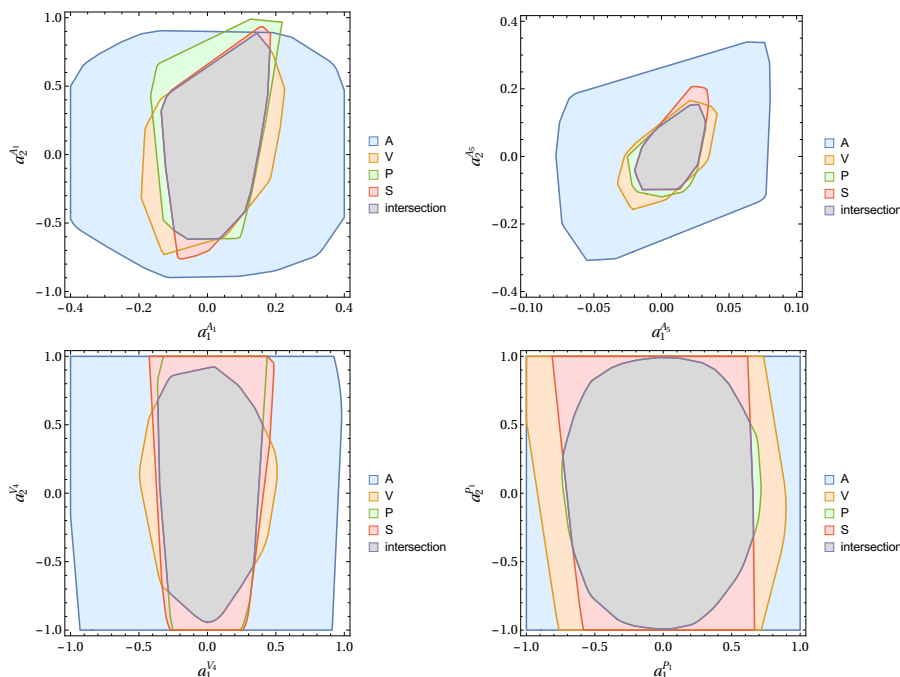 1.0
0.5
0.0
−0.5
−1.0
−0.4 −0.2 0.0 0.2 0.4
a_1^{A_1}
a_2^{A_1}
A
V
P
S
intersection
0.4
0.2
0.0
−0.2
−0.4
−0.10 −0.05 0.00 0.05 0.10
a_1^{A_5}
a_2^{A_5}
A
V
P
S
intersection
1.0
0.5
0.0
−0.5
−1.0
−1.0 −0.5 0.0 0.5 1.0
a_1^{V_4}
a_2^{V_4}
A
V
P
S
intersection
1.0
0.5
0.0
−0.5
−1.0
−1.0 −0.5 0.0 0.5 1.0
a_1^{P_1}
a_2^{P_1}
A
V
P
S
intersection